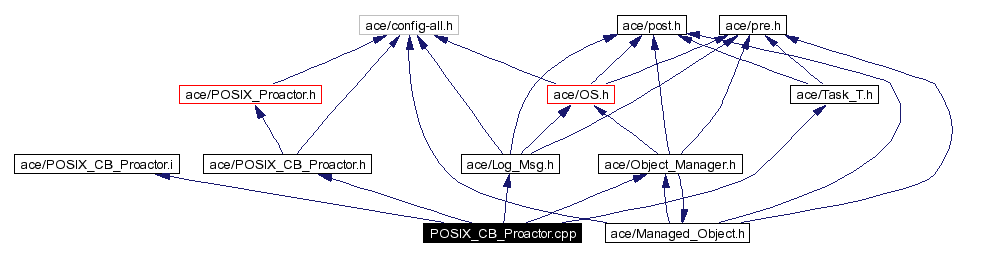 ace/config-all.h
ace/post.h
ace/pre.h
ace/POSIX_Proactor.h
ace/OS.h
ace/Task_T.h
ace/POSIX_CB_Proactor.i
ace/POSIX_CB_Proactor.h
ace/Log_Msg.h
ace/Object_Manager.h
POSIX_CB_Proactor.cpp
ace/Managed_Object.h